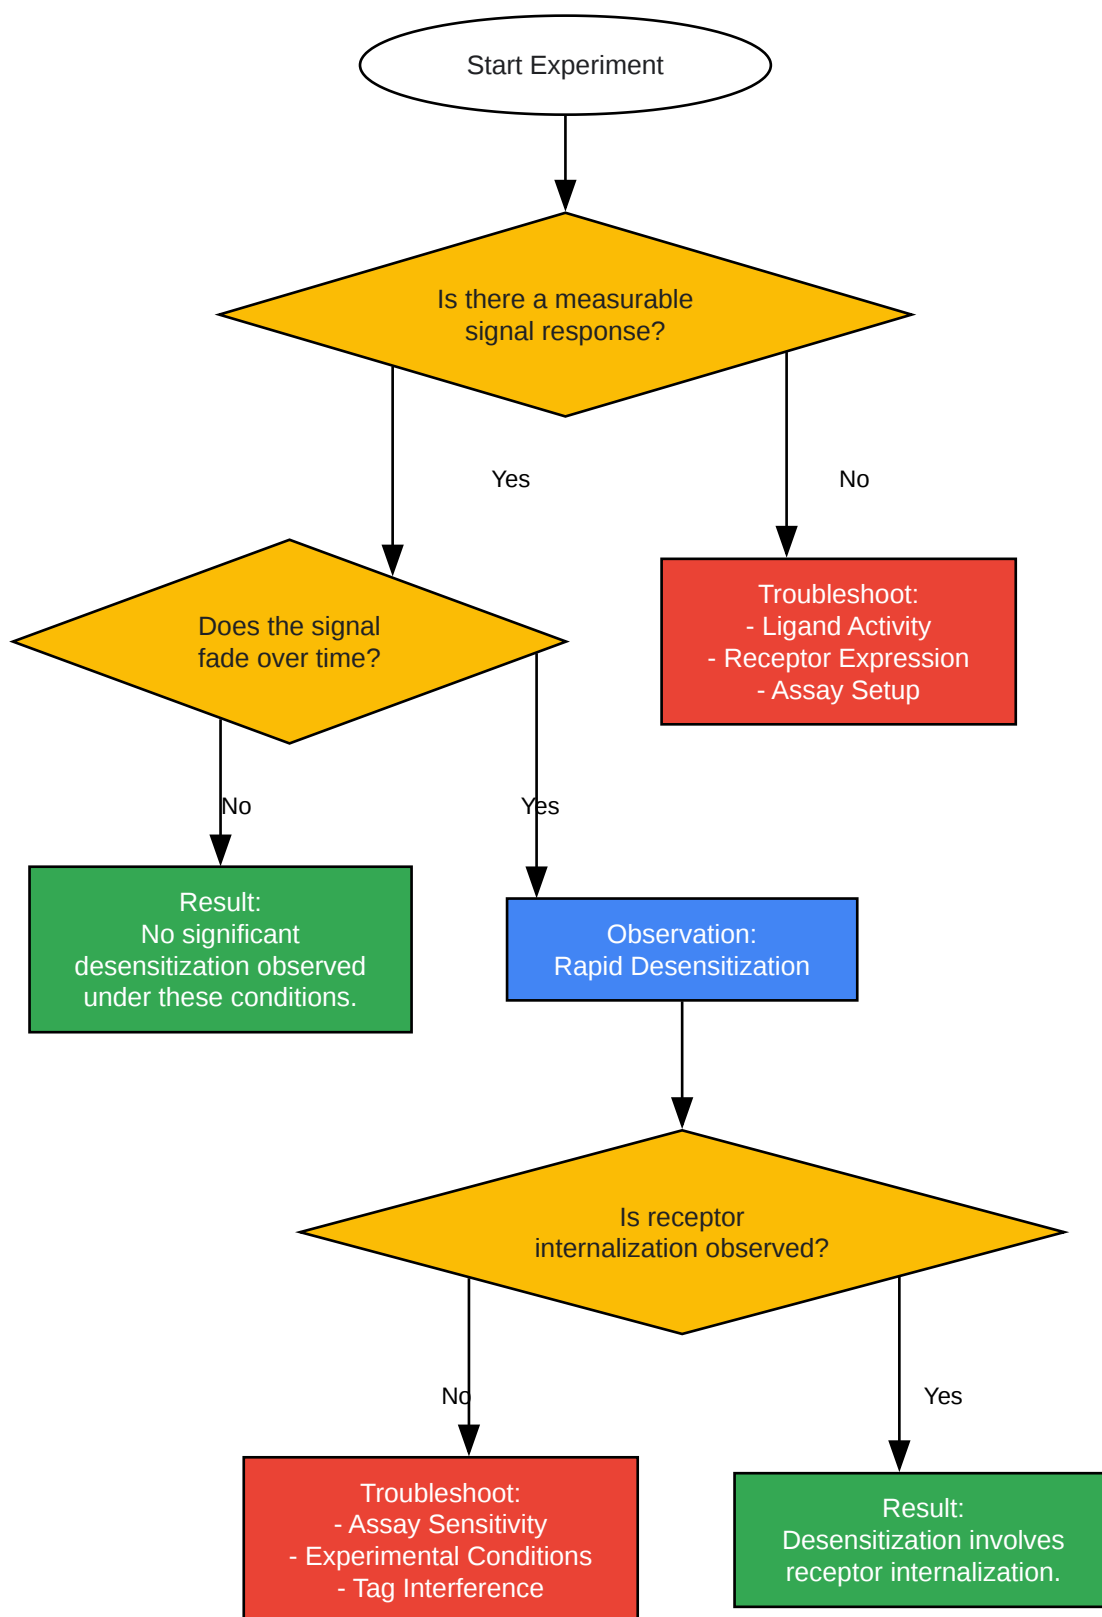 Start Experiment
Is there a measurable
signal response?
Yes
No
Does the signal
fade over time?
Troubleshoot:
- Ligand Activity
- Receptor Expression
- Assay Setup
No
Yes
Result:
No significant
desensitization observed
under these conditions.
Observation:
Rapid Desensitization
Is receptor
internalization observed?
No
Yes
Troubleshoot:
- Assay Sensitivity
- Experimental Conditions
- Tag Interference
Result:
Desensitization involves
receptor internalization.